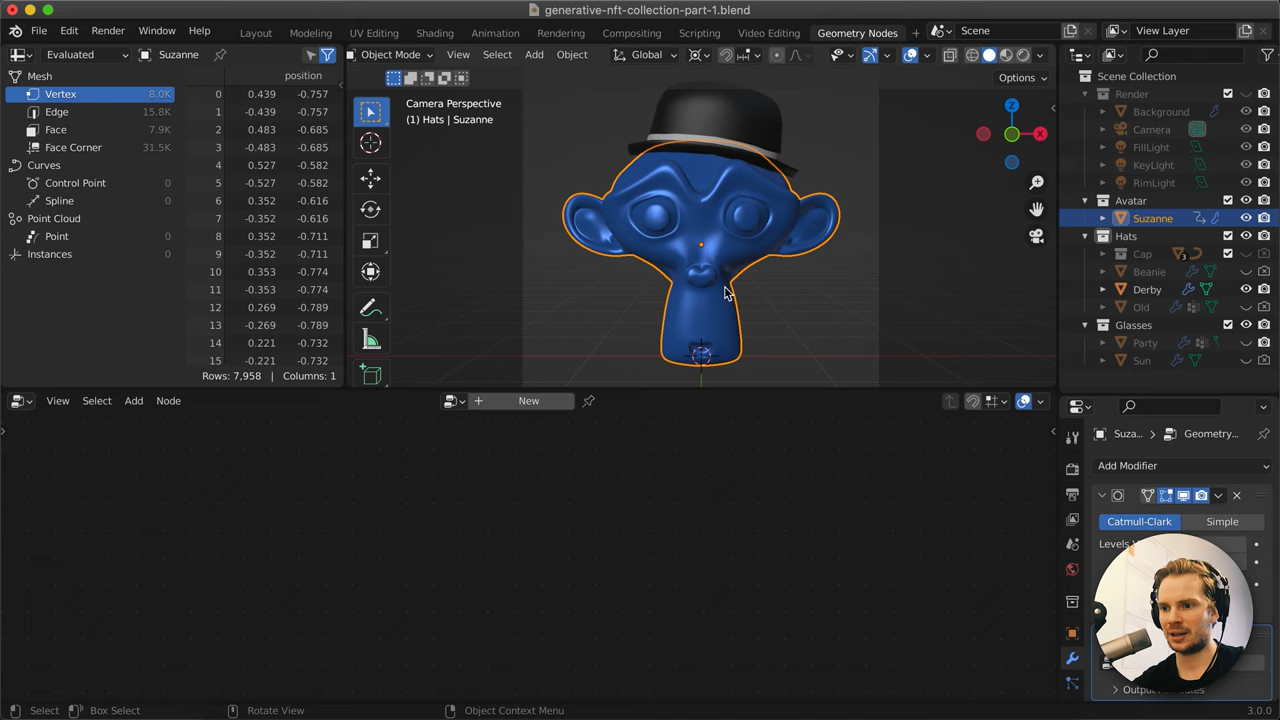 generative-nft-collection-part-1.blend
File Edit Render Window Help Layout Modeling UV Editing Shading Animation Rendering Compositing Scripting Video Editing Geometry Nodes + Scene View Layer
Evaluated Suzanne
Object Mode View Select Add Object Global
Options
Mesh
Vertex 8.0K
Edge 15.8K
Face 7.9K
Face Corner 31.5K
Curves
Control Point 0
Spline 0
Point Cloud
Point 0
Instances 0
position
0 0.439 -0.757
1 -0.439 -0.757
2 0.483 -0.685
3 -0.483 -0.685
4 0.527 -0.582
5 -0.527 -0.582
6 0.352 -0.616
7 -0.352 -0.616
8 0.352 -0.711
9 -0.352 -0.711
10 0.353 -0.774
11 -0.353 -0.774
12 0.269 -0.789
13 -0.269 -0.789
14 0.221 -0.732
15 -0.221 -0.732
Rows: 7,958 | Columns: 1
Camera Perspective
(1) Hats | Suzanne
Z
X
Scene Collection
Render
Background
Camera
FillLight
KeyLight
RimLight
Avatar
Suzanne
Hats
Cap 3
Beanie
Derby
Old
Glasses
Party
Sun
View Select Add Node + New
Suza... > Geometry...
Add Modifier
Catmull-Clark Simple
Select Box Select Rotate View Object Context Menu 3.0.0